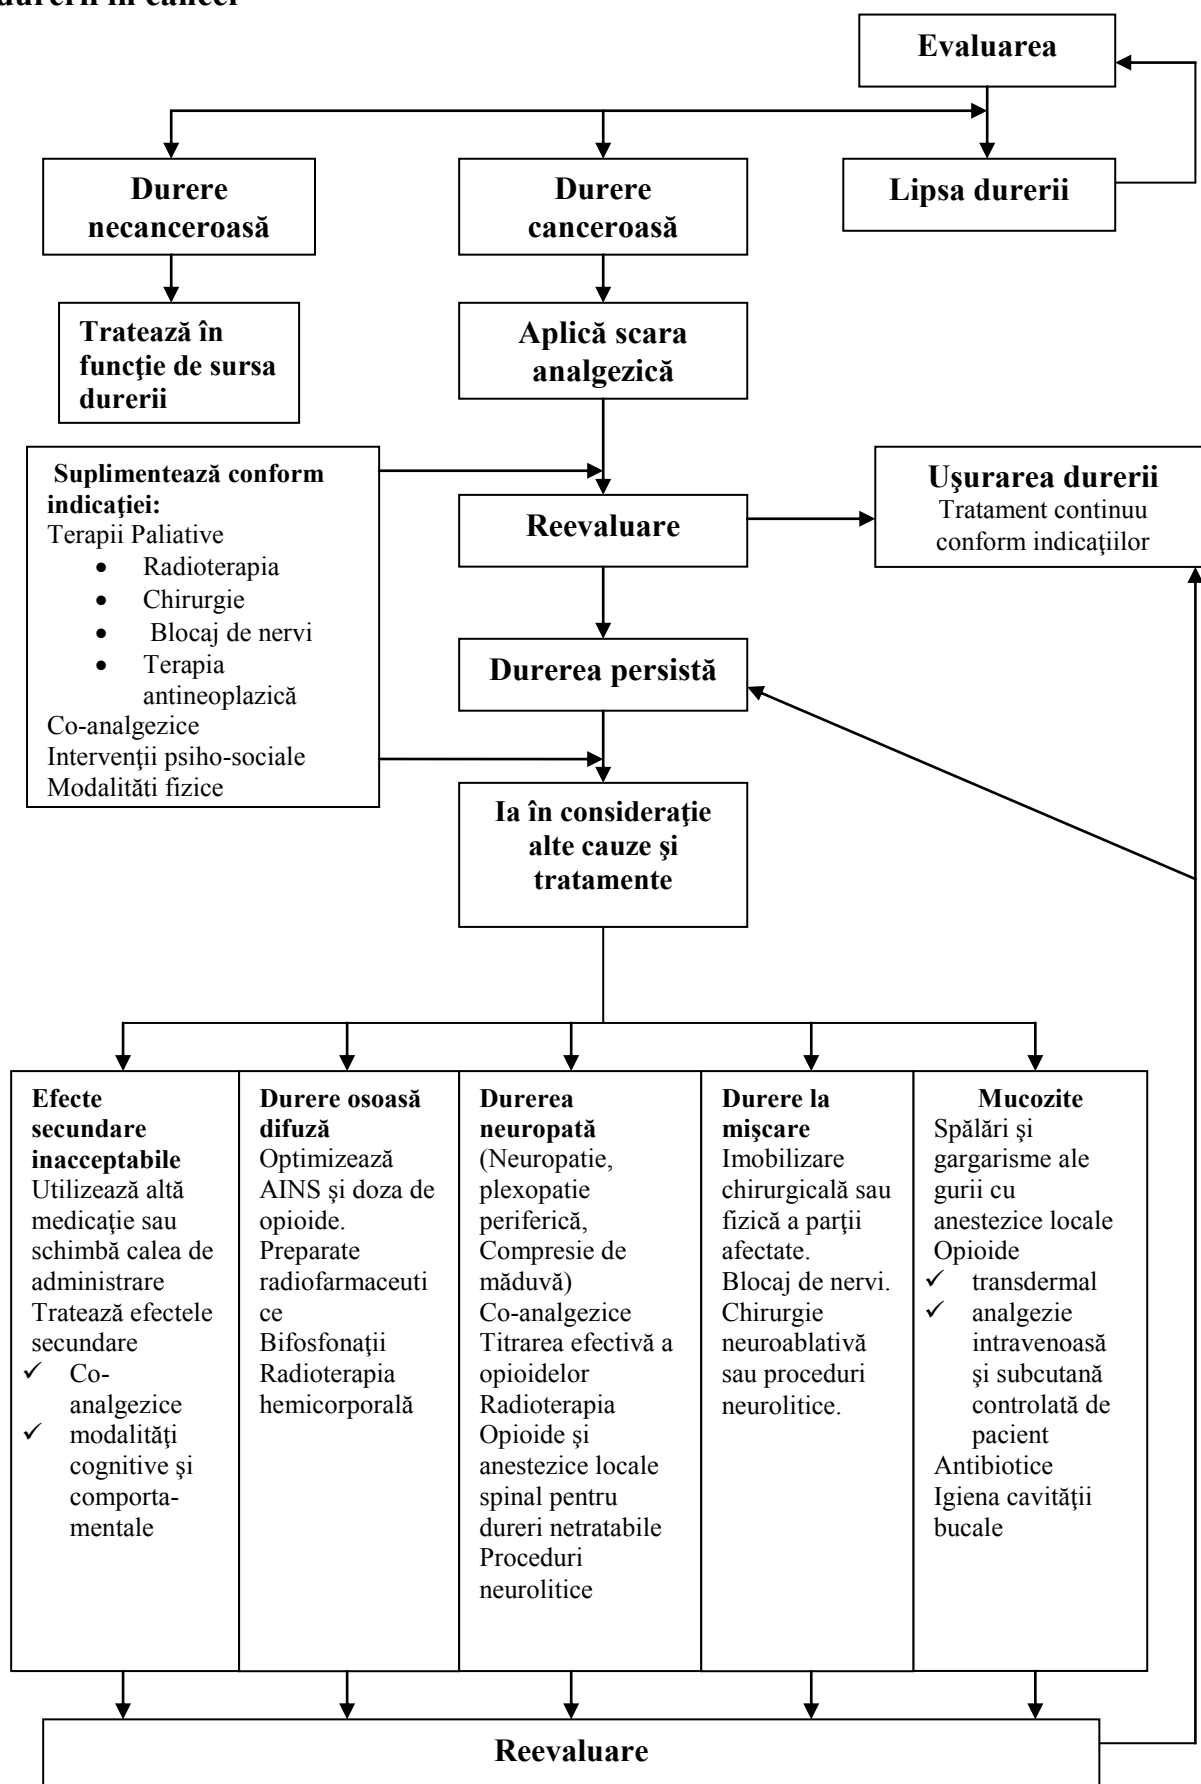 durerii în cancer
Evaluarea
Durere
necanceroasă
Durere
canceroasă
Lipsa durerii
Tratează în
funcţie de sursa
durerii
Aplică scara
analgezică
Suplimentează conform
indicaţiei:
Terapii Paliative
• Radioterapia
• Chirurgie
• Blocaj de nervi
• Terapia
antineoplazică
Co-analgezice
Intervenţii psiho-sociale
Modalităti fizice
Reevaluare
Uşurarea durerii
Tratament continuu
conform indicaţiilor
Durerea persistă
Ia în consideraţie
alte cauze şi
tratamente
Efecte
secundare
inacceptabile
Utilizează altă
medicaţie sau
schimbă calea de
administrare
Tratează efectele
secundare
✓ Co-
analgezice
✓ modalităţi
cognitive şi
comporta-
mentale
Durere osoasă
difuză
Optimizează
AINS şi doza de
opioide.
Preparate
radiofarmaceuti
ce
Bifosfonaţii
Radioterapia
hemicorporală
Durerea
neuropată
(Neuropatie,
plexopatie
periferică,
Compresie de
măduvă)
Co-analgezice
Titrarea efectivă a
opioidelor
Radioterapia
Opioide şi
anestezice locale
spinal pentru
dureri netratabile
Proceduri
neurolitice
Durere la
mişcare
Imobilizare
chirurgicală sau
fizică a parţii
afectate.
Blocaj de nervi.
Chirurgie
neuroablativă
sau proceduri
neurolitice.
Mucozite
Spălări şi
gargarisme ale
gurii cu
anestezice locale
Opioide
✓ transdermal
✓ analgezie
intravenoasă
şi subcutană
controlată de
pacient
Antibiotice
Igiena cavităţii
bucale
Reevaluare